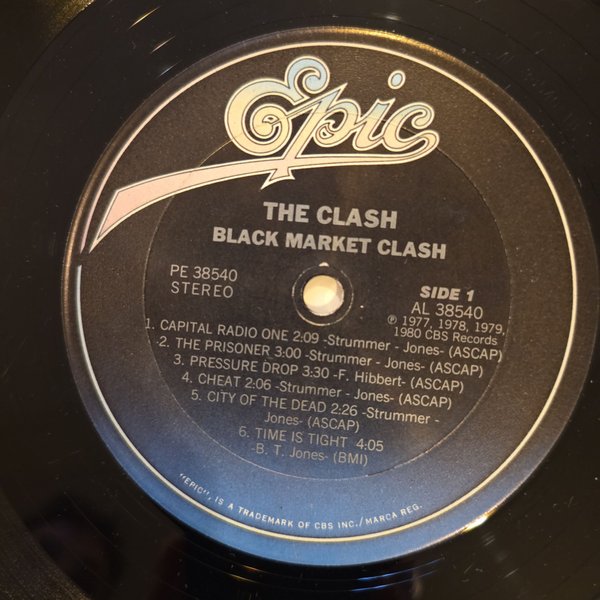 Epic
THE CLASH
BLACK MARKET CLASH
PE 38540
STEREO
SIDE 1
AL 38540
℗ 1977, 1978, 1979,
1980 CBS Records
1. CAPITAL RADIO ONE 2:09 -Strummer - Jones- (ASCAP)
2. THE PRISONER 3:00 -Strummer - Jones- (ASCAP)
3. PRESSURE DROP 3:30 -F. Hibbert- (ASCAP)
4. CHEAT 2:06 -Strummer - Jones- (ASCAP)
5. CITY OF THE DEAD 2:26 -Strummer -
Jones- (ASCAP)
6. TIME IS TIGHT 4:05
-B. T. Jones- (BMI)
"EPIC", IS A TRADEMARK OF CBS INC./MARCA REG.